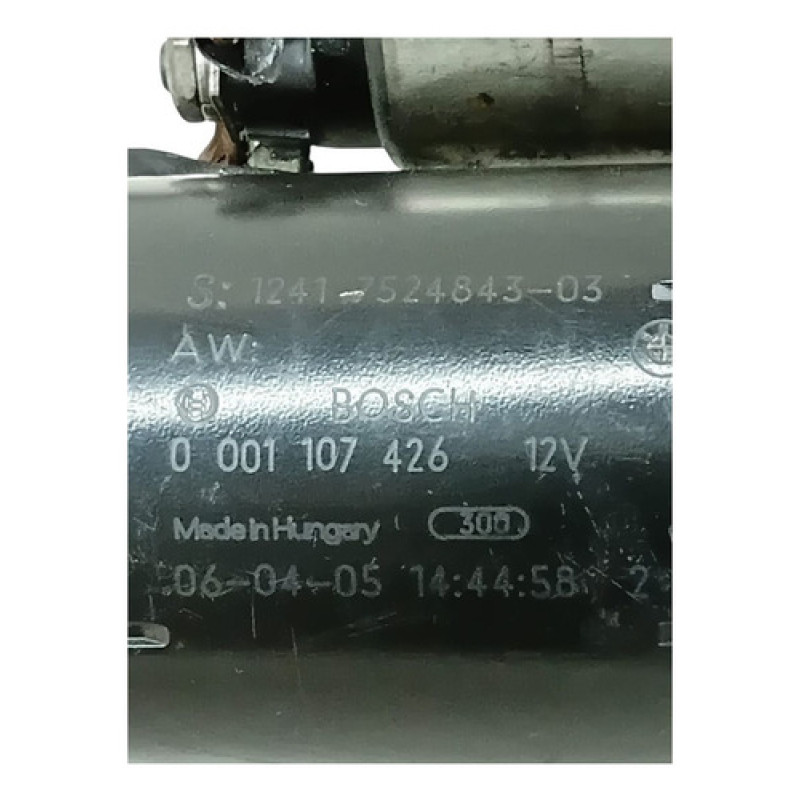 S: 1241 7524843-03
AW:
BOSCH
0 001 107 426 12V
Made in Hungary 300
06-04-05 14:44:58 2